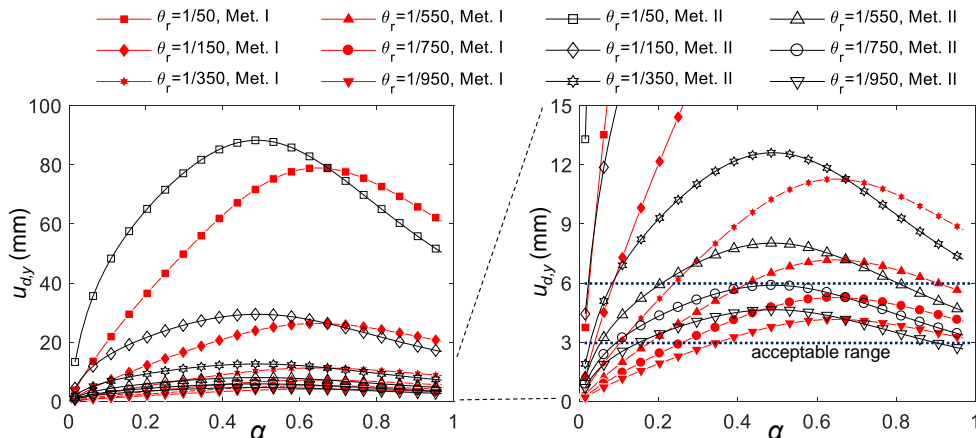 θr=1/50, Met. I
θr=1/550, Met. I
θr=1/50, Met. II
θr=1/550, Met. II
θr=1/150, Met. I
θr=1/750, Met. I
θr=1/150, Met. II
θr=1/750, Met. II
θr=1/350, Met. I
θr=1/950, Met. I
θr=1/350, Met. II
θr=1/950, Met. II
100
80
60
40
20
0
ud,y (mm)
0 0.2 0.4 0.6 0.8 1
α
15
12
9
6
3
0
ud,y (mm)
acceptable range
0 0.2 0.4 0.6 0.8 1
α